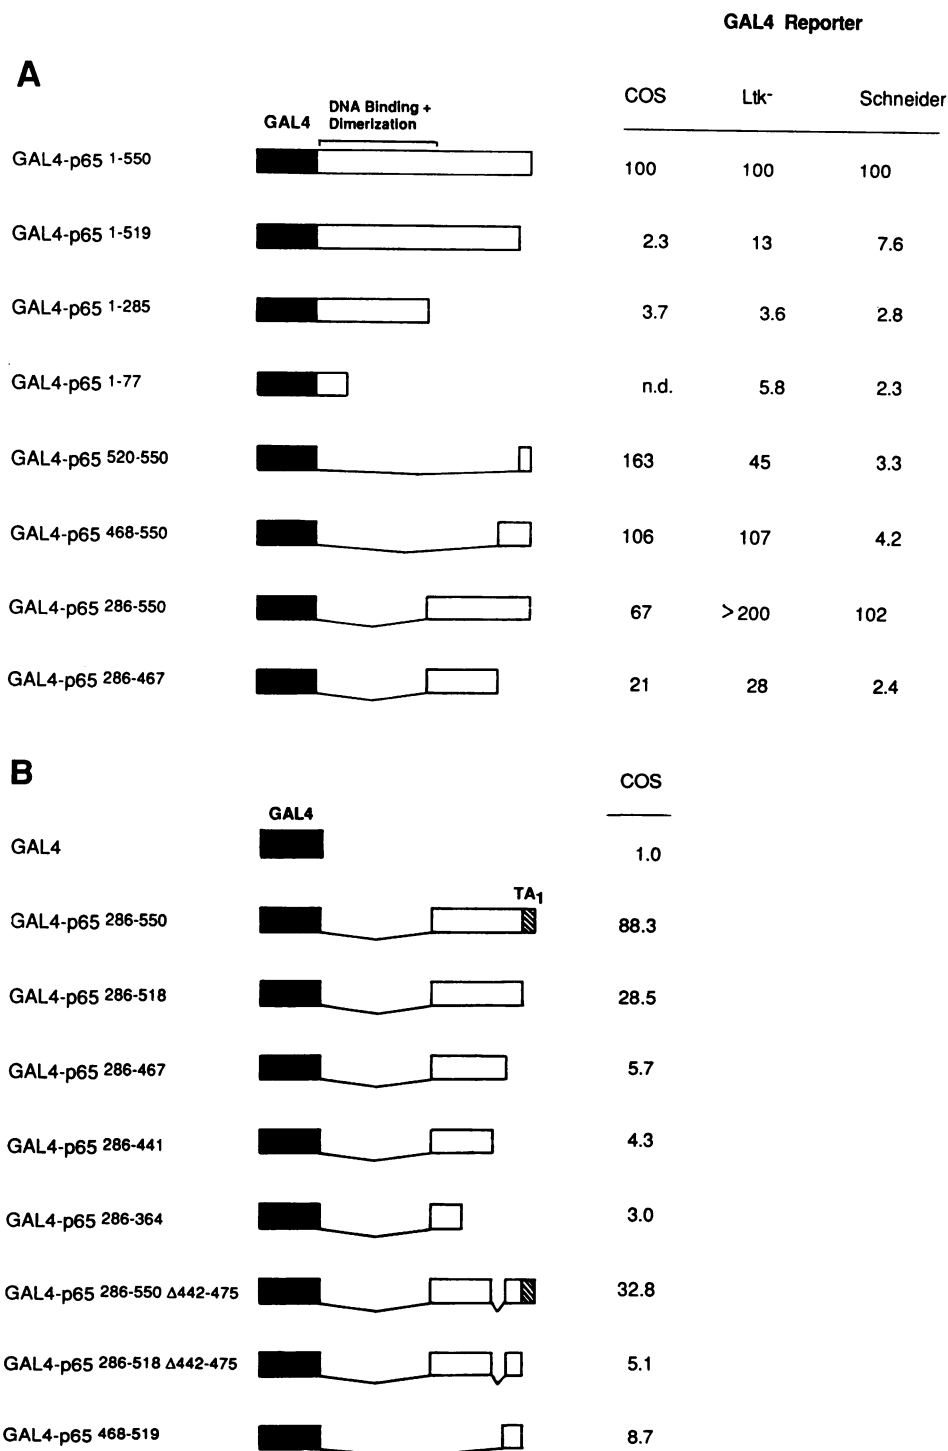 GAL4 Reporter
A
COS Ltk- Schneider
GAL4 DNA Binding +
Dimerization
GAL4-p65 1-550 100 100 100
GAL4-p65 1-519 2.3 13 7.6
GAL4-p65 1-285 3.7 3.6 2.8
GAL4-p65 1-77 n.d. 5.8 2.3
GAL4-p65 520-550 163 45 3.3
GAL4-p65 468-550 106 107 4.2
GAL4-p65 286-550 67 >200 102
GAL4-p65 286-467 21 28 2.4
B
COS
GAL4
GAL4 1.0
TA1
GAL4-p65 286-550 88.3
GAL4-p65 286-518 28.5
GAL4-p65 286-467 5.7
GAL4-p65 286-441 4.3
GAL4-p65 286-364 3.0
GAL4-p65 286-550 Δ442-475 32.8
GAL4-p65 286-518 Δ442-475 5.1
GAL4-p65 468-519 8.7